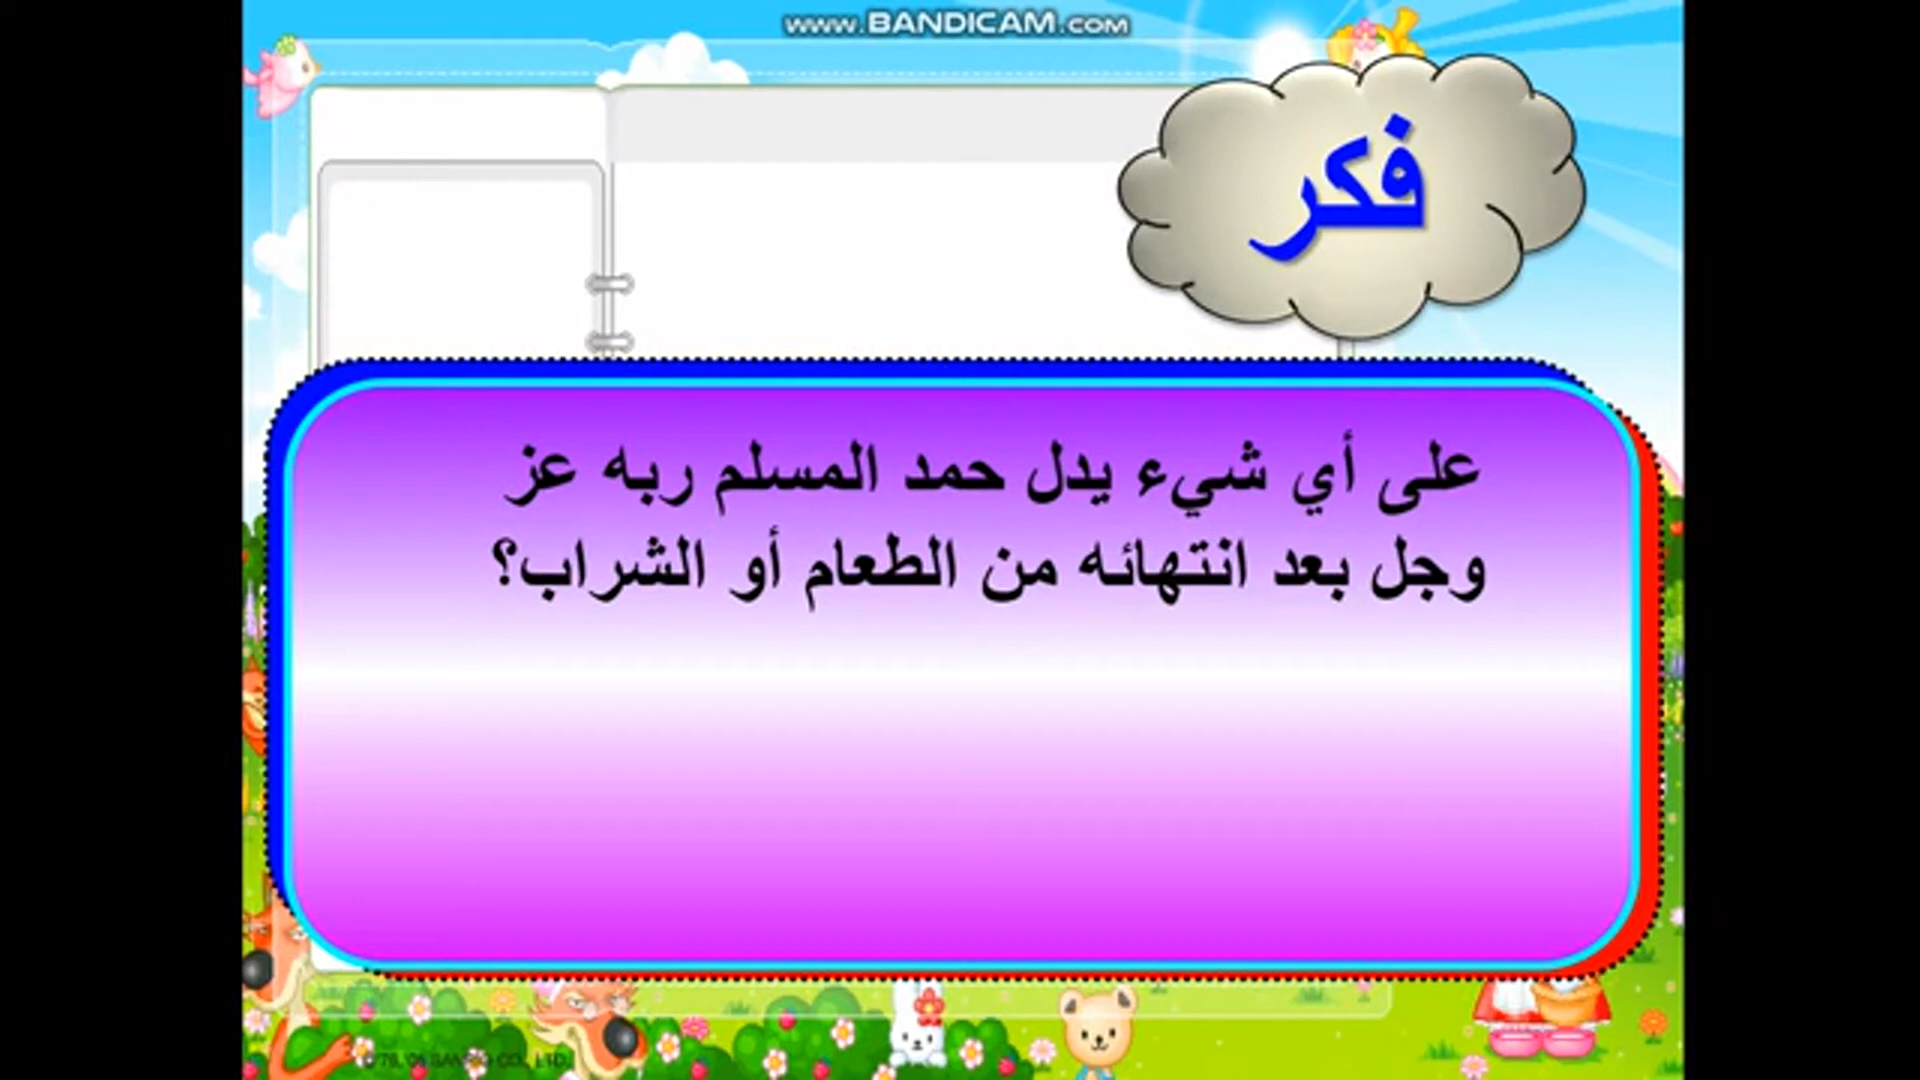 www.BANDICAM.com
فكر
على أي شيء يدل حمد المسلم ربه عز
وجل بعد انتهائه من الطعام أو الشراب؟